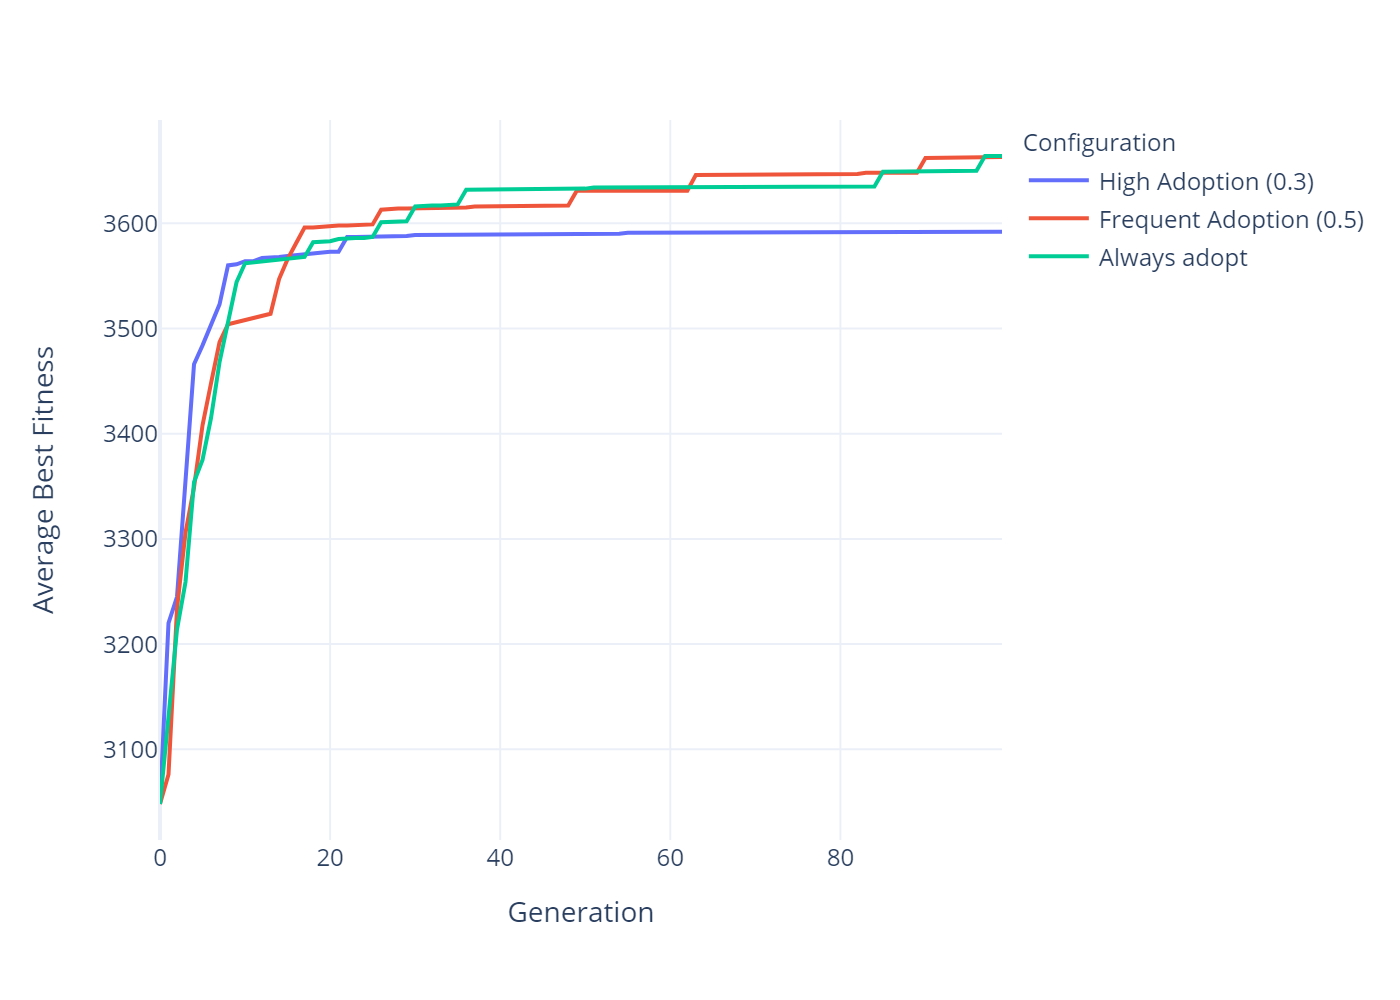 Configuration
High Adoption (0.3)
Frequent Adoption (0.5)
Always adopt
Average Best Fitness
3600
3500
3400
3300
3200
3100
0 20 40 60 80
Generation